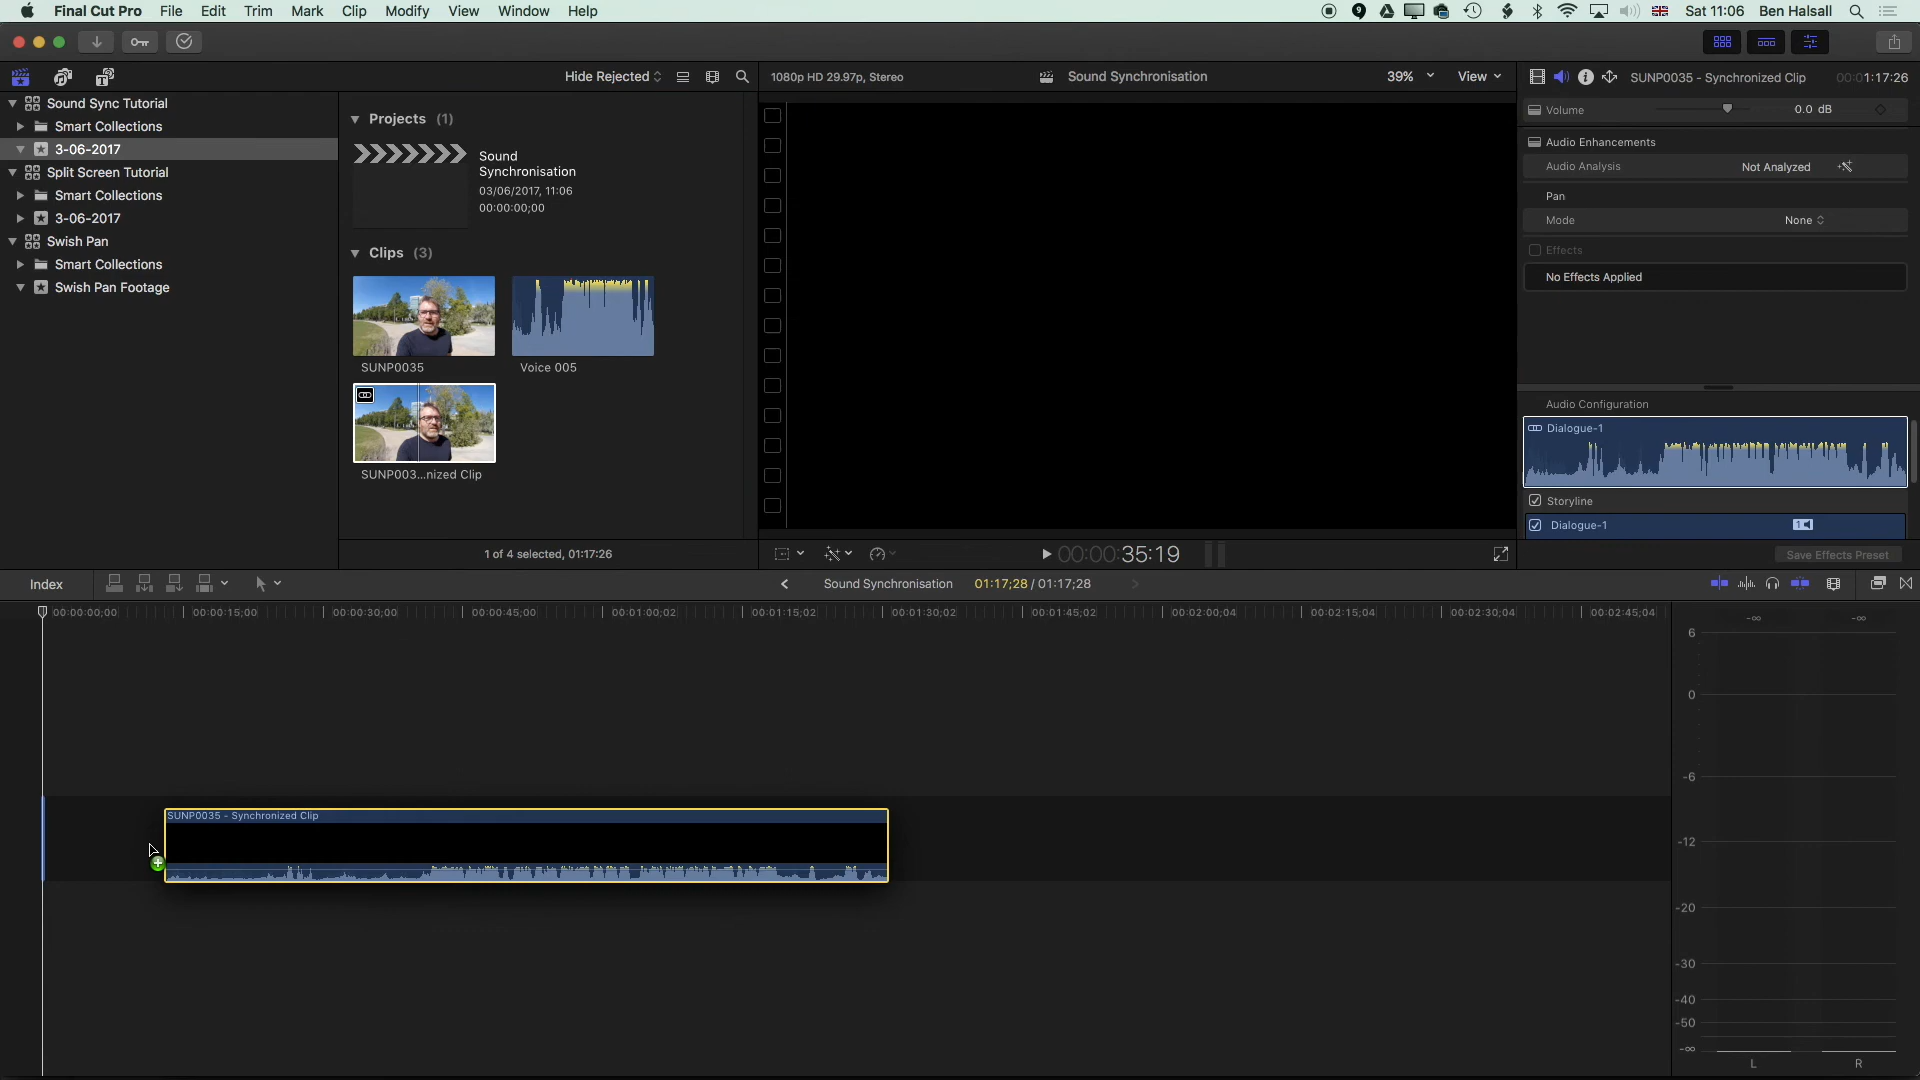 Final Cut Pro File Edit Trim Mark Clip Modify View Window Help 9 Sat 11:06 Ben Halsall
Hide Rejected 1080p HD 29.97p, Stereo Sound Synchronisation 39% View SUNP0035 - Synchronized Clip 00:01:17:26
Sound Sync Tutorial
Smart Collections
3-06-2017
Split Screen Tutorial
Smart Collections
3-06-2017
Swish Pan
Smart Collections
Swish Pan Footage
Projects (1)
Sound
Synchronisation
03/06/2017, 11:06
00:00:00;00
Clips (3)
SUNP0035
Voice 005
SUNP003...nized Clip
1 of 4 selected, 01:17:26
00:00:00:35:19
Volume 0.0 dB
Audio Enhancements
Audio Analysis Not Analyzed
Pan
Mode None
Effects
No Effects Applied
Audio Configuration
Dialogue-1
Storyline
Dialogue-1 1
Save Effects Preset
Index Sound Synchronisation 01:17;28 / 01:17;28
00:00:00;00 00:00:15;00 00:00:30;00 00:00:45;00 00:01:00;02 00:01:15;02 00:01:30;02 00:01:45;02 00:02:00;04 00:02:15;04 00:02:30;04 00:02:45;04
SUNP0035 - Synchronized Clip
-∞ -∞
6
0
-6
-12
-20
-30
-40
-50
-∞
L R